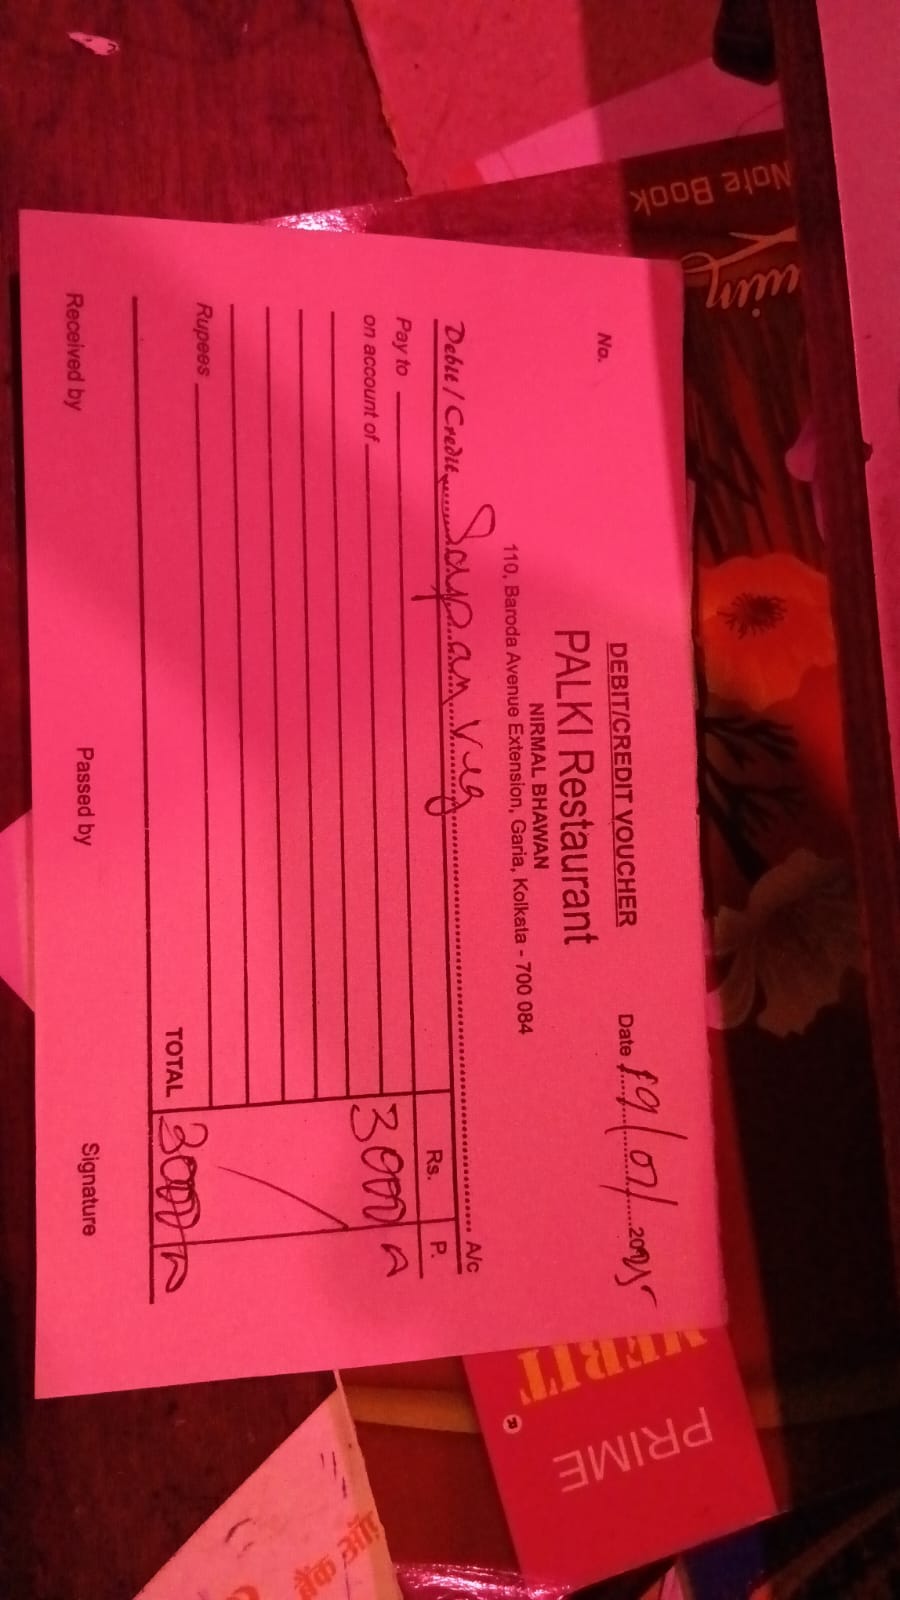 DEBIT/CREDIT VOUCHER
PALKI Restaurant
NIRMAL BHAWAN
110, Baroda Avenue Extension, Garia, Kolkata - 700 084
No.
Date 19/07/2025
Debit / Credit A/c
Rs. P.
Pay to
on account of
3000
Rupees
TOTAL 3000
Received by Passed by Signature
Note Book
MERIT
PRIME
बैंक ऑफ